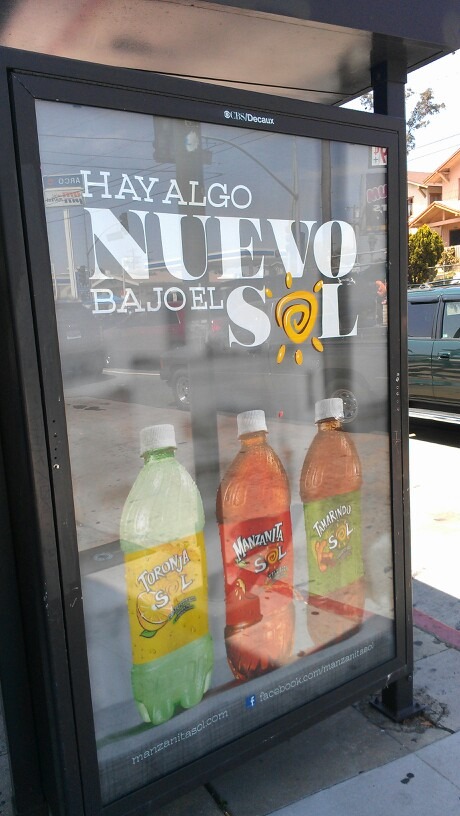 CBS/Decaux
HAY ALGO
NUEVO
BAJO EL
SOL
TORONJA
SOL
MANZANITA
SOL
TAMARINDO
SOL
manzanitasol.com
facebook.com/manzanitasol
ARCO